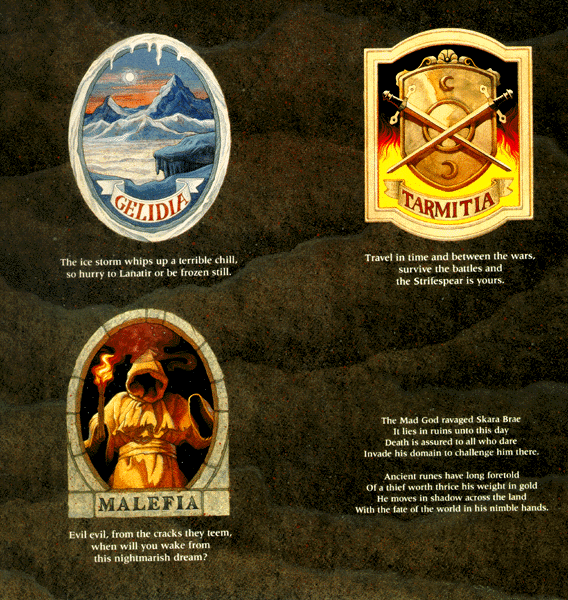 GELIDIA
The ice storm whips up a terrible chill,
so hurry to Lanatir or be frozen still.
TARMITIA
Travel in time and between the wars,
survive the battles and
the Strifespear is yours.
MALEFIA
Evil evil, from the cracks they teem,
when will you wake from
this nightmarish dream?
The Mad God ravaged Skara Brae
It lies in ruins unto this day
Death is assured to all who dare
Invade his domain to challenge him there.
Ancient runes have long foretold
Of a thief worth thrice his weight in gold
He moves in shadow across the land
With the fate of the world in his nimble hands.